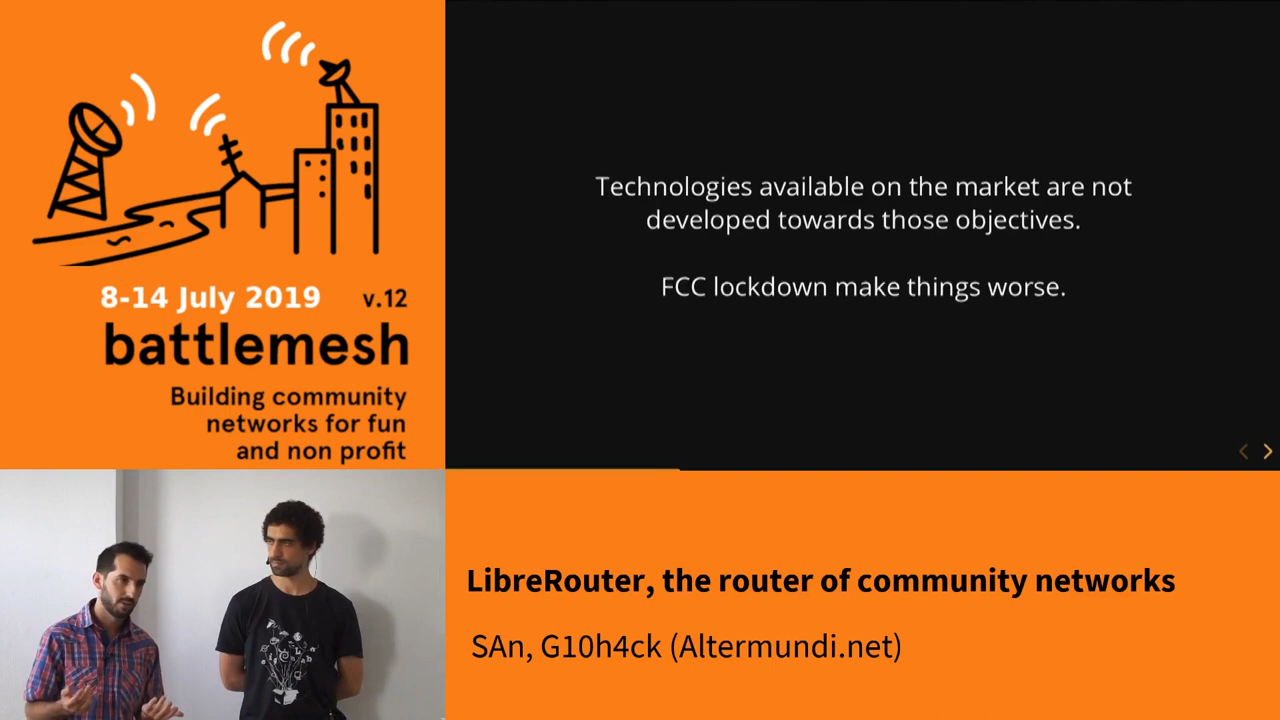 8-14 July 2019 v.12
battlemesh
Building community
networks for fun
and non profit
Technologies available on the market are not
developed towards those objectives.
FCC lockdown make things worse.
LibreRouter, the router of community networks
SAn, G10h4ck (Altermundi.net)